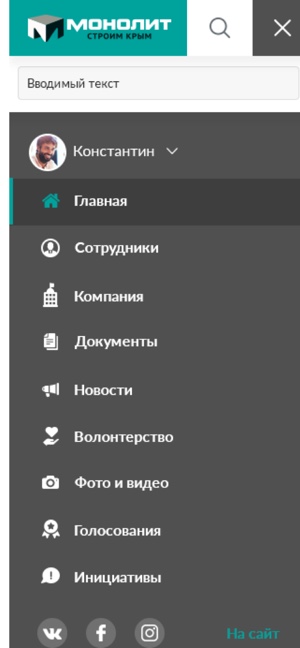 МОНОЛИТ
СТРОИМ КРЫМ
Вводимый текст
Константин
Главная
Сотрудники
Компания
Документы
Новости
Волонтерство
Фото и видео
Голосования
Инициативы
На сайт